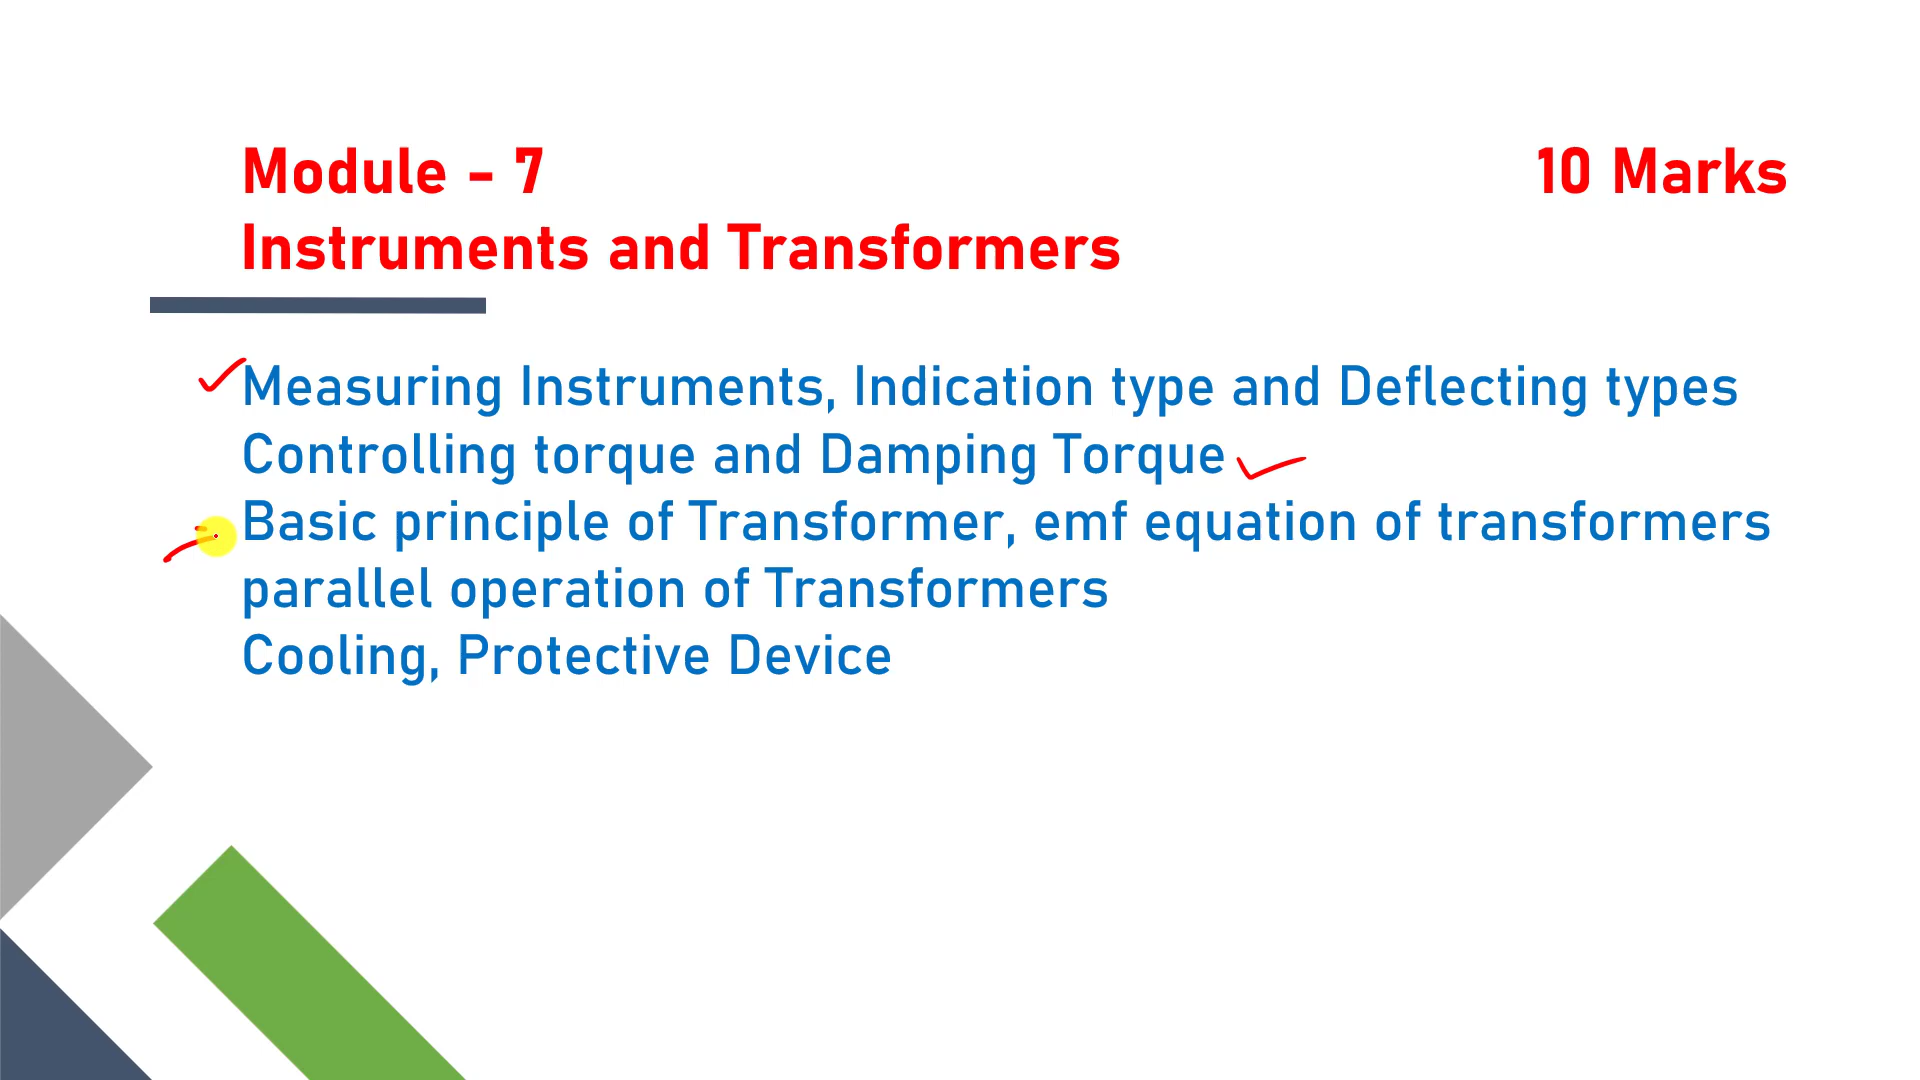 Module - 7
10 Marks
Instruments and Transformers
Measuring Instruments, Indication type and Deflecting types
Controlling torque and Damping Torque
Basic principle of Transformer, emf equation of transformers
parallel operation of Transformers
Cooling, Protective Device